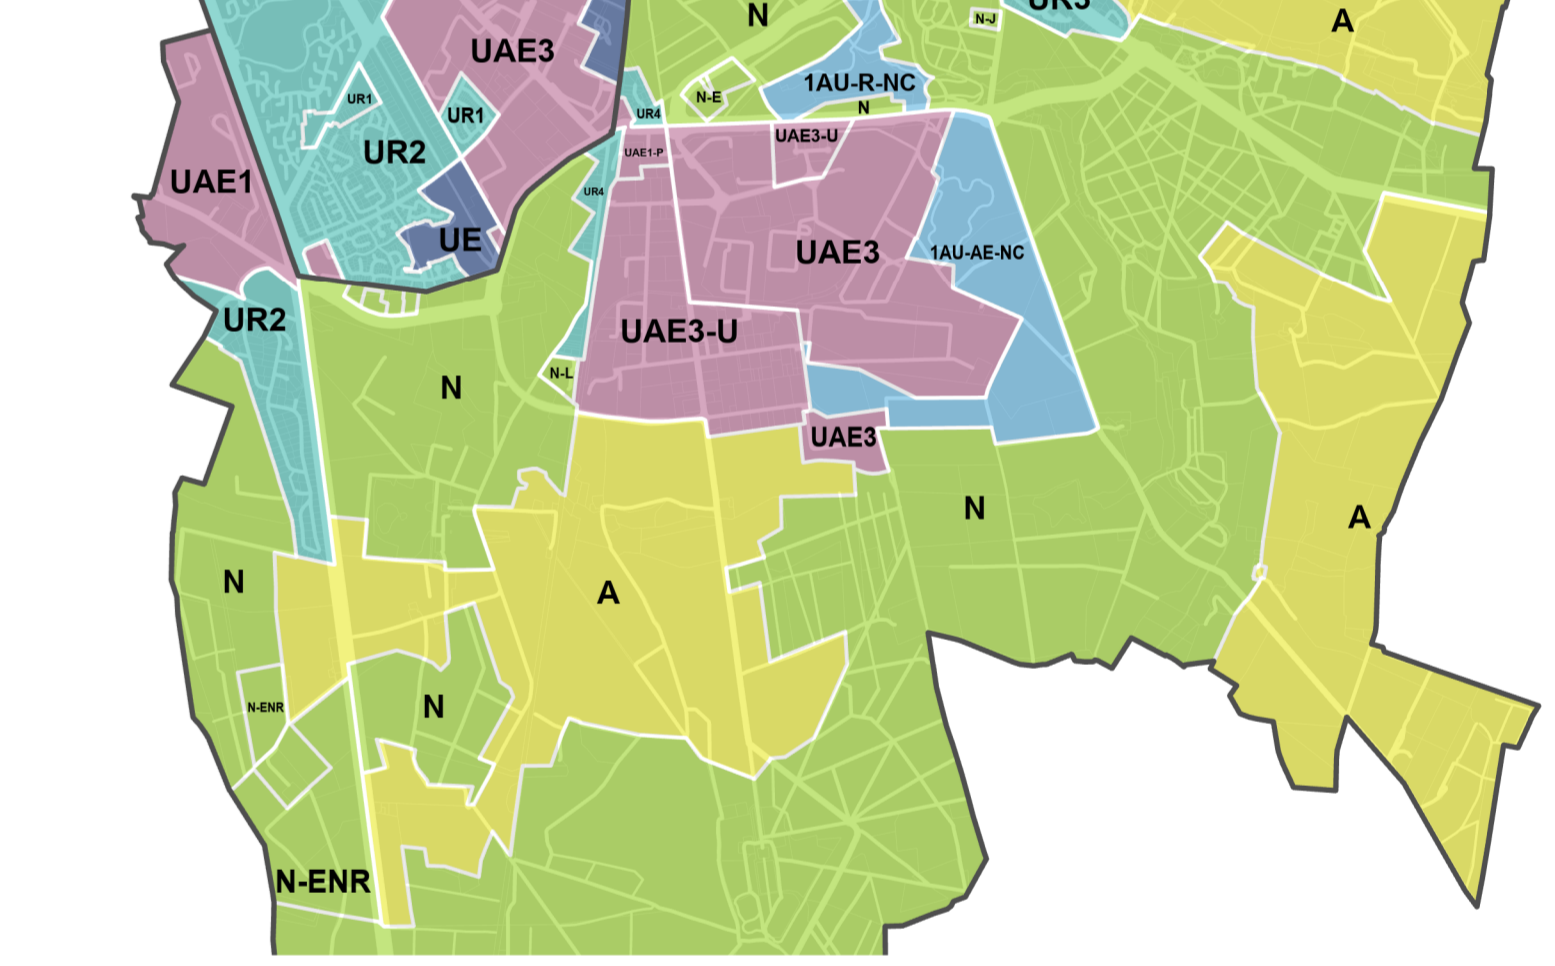 N
UR3
N-J
A
UAE3
1AU-R-NC
N-E
N
UR1
UR1
UR4
UAE3-U
UR2
UAE1-P
UAE1
UR4
UE
UAE3
1AU-AE-NC
UR2
UAE3-U
N-L
N
UAE3
N
A
N
A
N-ENR
N
N-ENR